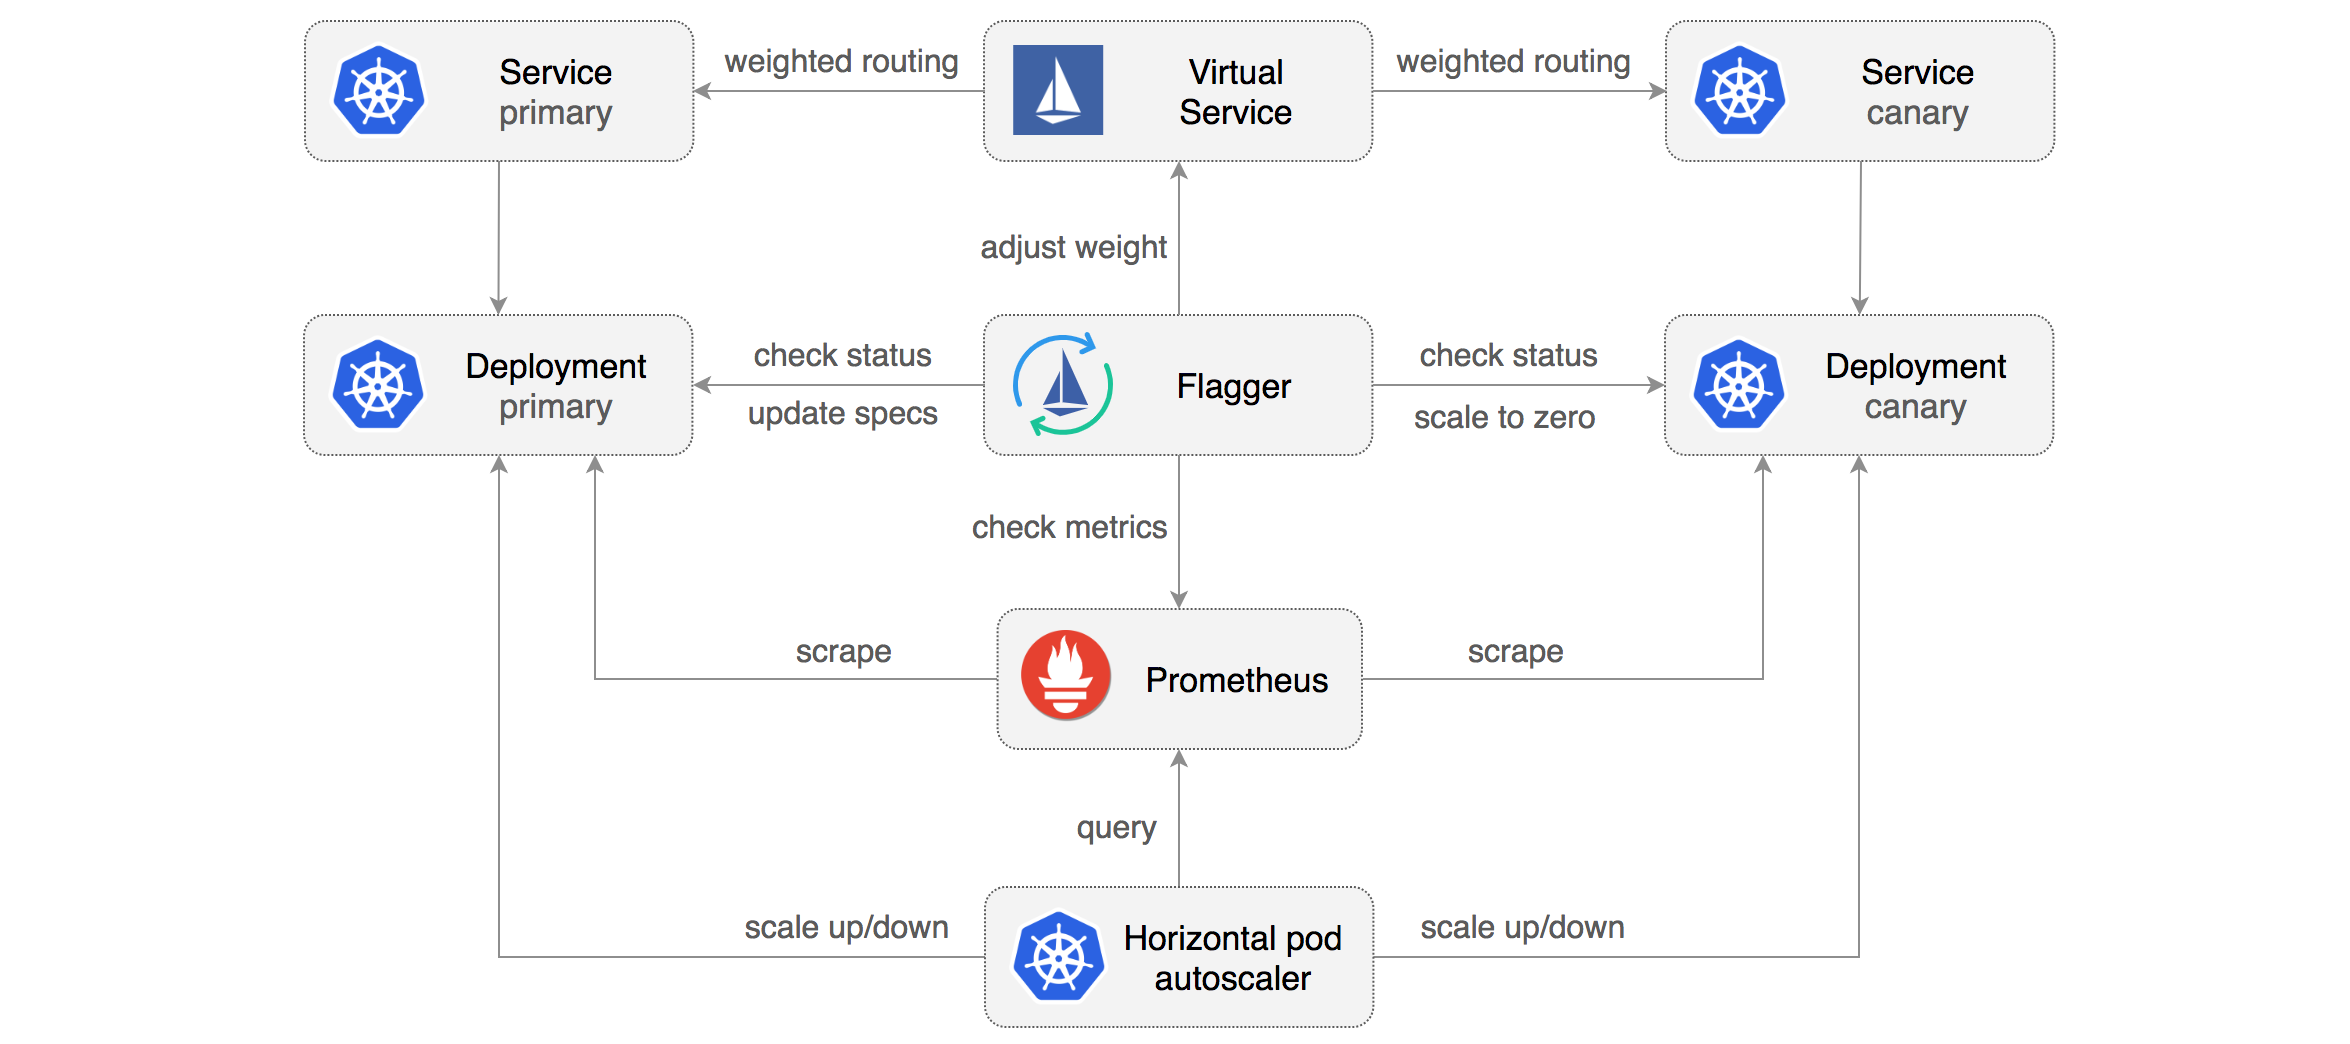 Service
primary
weighted routing
Virtual
Service
weighted routing
Service
canary
adjust weight
Deployment
primary
check status
update specs
Flagger
check status
scale to zero
Deployment
canary
check metrics
scrape
Prometheus
scrape
query
scale up/down
Horizontal pod
autoscaler
scale up/down